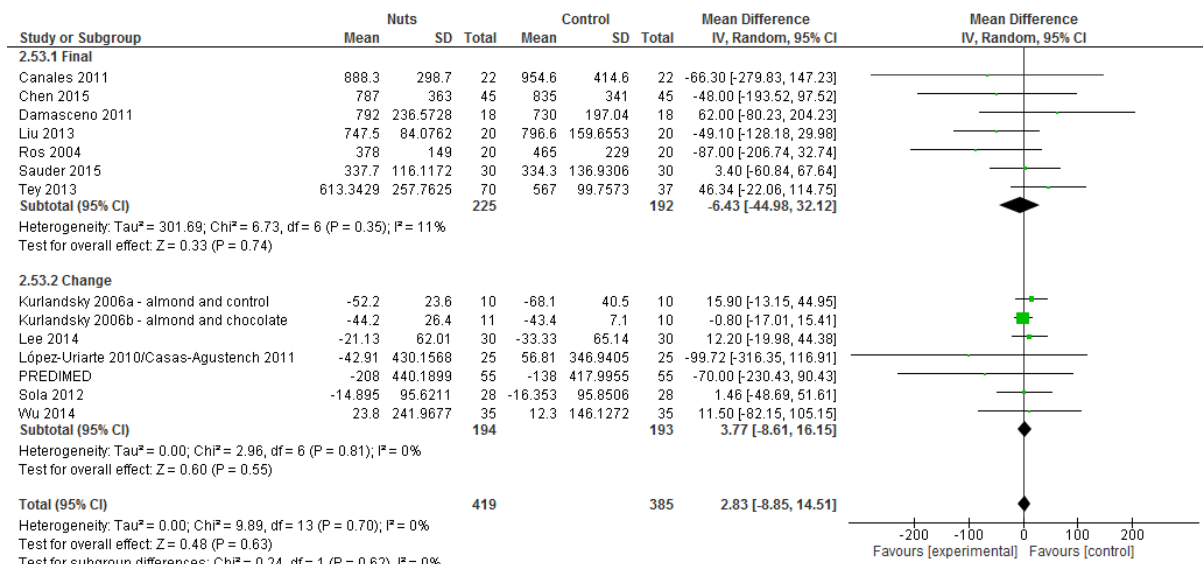 Nuts Control Mean Difference Mean Difference
Study or Subgroup Mean SD Total Mean SD Total IV, Random, 95% CI IV, Random, 95% CI
2.53.1 Final
Canales 2011 888.3 298.7 22 954.6 414.6 22 -66.30 [-279.83, 147.23]
Chen 2015 787 363 45 835 341 45 -48.00 [-193.52, 97.52]
Damasceno 2011 792 236.5728 18 730 197.04 18 62.00 [-80.23, 204.23]
Liu 2013 747.5 84.0762 20 796.6 159.6553 20 -49.10 [-128.18, 29.98]
Ros 2004 378 149 20 465 229 20 -87.00 [-206.74, 32.74]
Sauder 2015 337.7 116.1172 30 334.3 136.9306 30 3.40 [-60.84, 67.64]
Tey 2013 613.3429 257.7625 70 567 99.7573 37 46.34 [-22.06, 114.75]
Subtotal (95% CI) 225 192 -6.43 [-44.98, 32.12]
Heterogeneity: Tau² = 301.69; Chi² = 6.73, df = 6 (P = 0.35); I² = 11%
Test for overall effect: Z = 0.33 (P = 0.74)
2.53.2 Change
Kurlandsky 2006a - almond and control -52.2 23.6 10 -68.1 40.5 10 15.90 [-13.15, 44.95]
Kurlandsky 2006b - almond and chocolate -44.2 26.4 11 -43.4 7.1 10 -0.80 [-17.01, 15.41]
Lee 2014 -21.13 62.01 30 -33.33 65.14 30 12.20 [-19.98, 44.38]
López-Uriarte 2010/Casas-Agustench 2011 -42.91 430.1568 25 56.81 346.9405 25 -99.72 [-316.35, 116.91]
PREDIMED -208 440.1899 55 -138 417.9955 55 -70.00 [-230.43, 90.43]
Sola 2012 -14.895 95.6211 28 -16.353 95.8506 28 1.46 [-48.69, 51.61]
Wu 2014 23.8 241.9677 35 12.3 146.1272 35 11.50 [-82.15, 105.15]
Subtotal (95% CI) 194 193 3.77 [-8.61, 16.15]
Heterogeneity: Tau² = 0.00; Chi² = 2.96, df = 6 (P = 0.81); I² = 0%
Test for overall effect: Z = 0.60 (P = 0.55)
Total (95% CI) 419 385 2.83 [-8.85, 14.51]
Heterogeneity: Tau² = 0.00; Chi² = 9.89, df = 13 (P = 0.70); I² = 0%
Test for overall effect: Z = 0.48 (P = 0.63)
Test for subgroup differences: Chi² = 0.24, df = 1 (P = 0.62), I² = 0%
-200 -100 0 100 200
Favours [experimental] Favours [control]